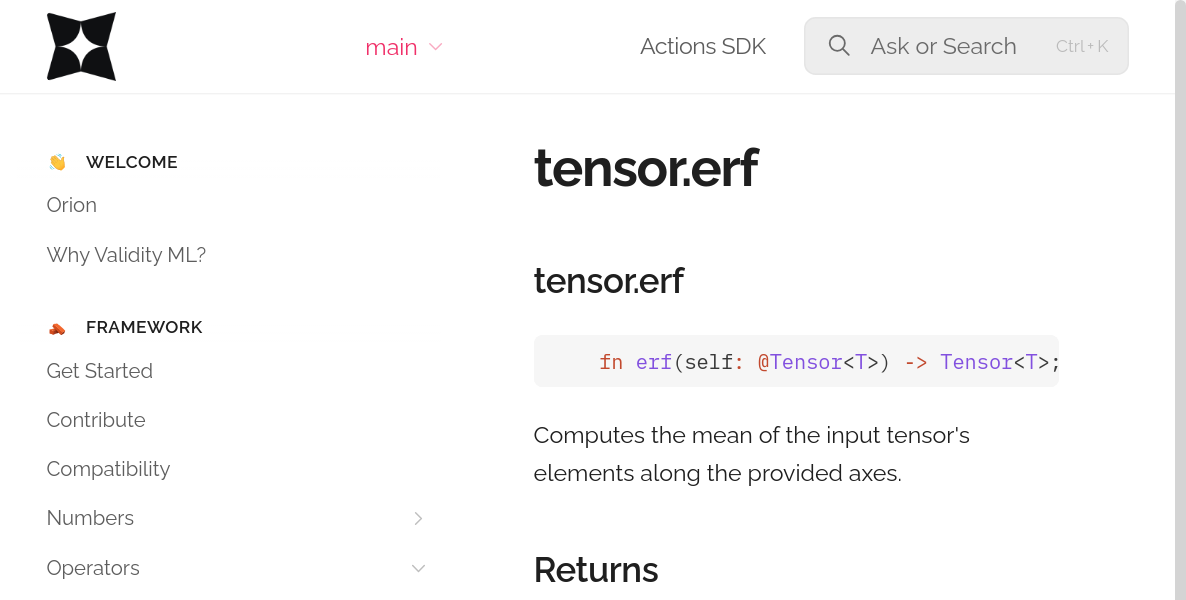 main
Actions SDK
Ask or Search
Ctrl + K
WELCOME
Orion
Why Validity ML?
FRAMEWORK
Get Started
Contribute
Compatibility
Numbers
Operators
tensor.erf
tensor.erf
fn erf(self: @Tensor<T>) -> Tensor<T>;
Computes the mean of the input tensor's
elements along the provided axes.
Returns